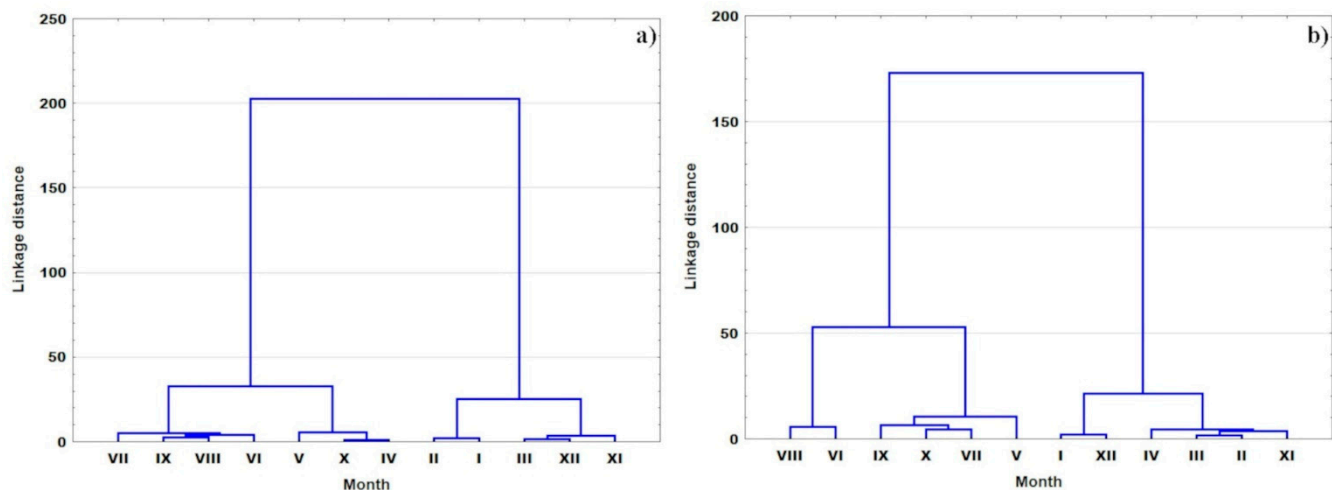 a)
250
200
150
100
50
0
Linkage distance
VII IX VIII VI V X IV II I III XII XI
Month
b)
200
150
100
50
0
Linkage distance
VIII VI IX X VII V I XII IV III II XI
Month